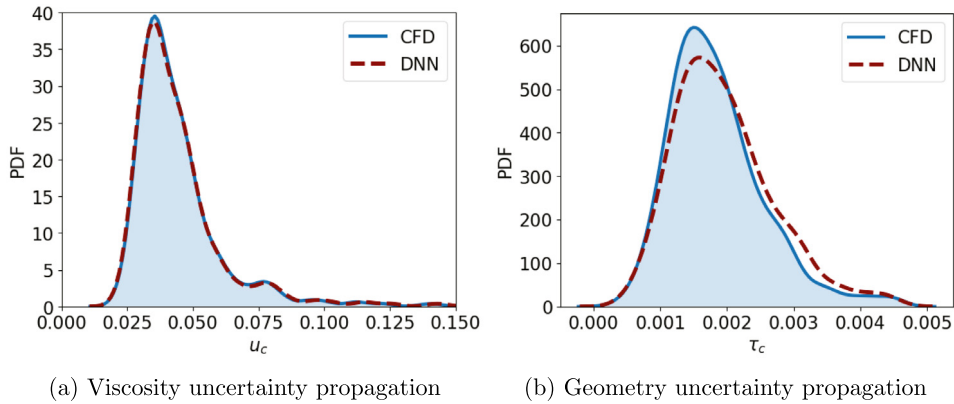 40
35
30
25
20
15
10
5
0
PDF
0.000 0.025 0.050 0.075 0.100 0.125 0.150
u_c
CFD
DNN
(a) Viscosity uncertainty propagation
600
500
400
300
200
100
0
PDF
0.000 0.001 0.002 0.003 0.004 0.005
τ_c
CFD
DNN
(b) Geometry uncertainty propagation